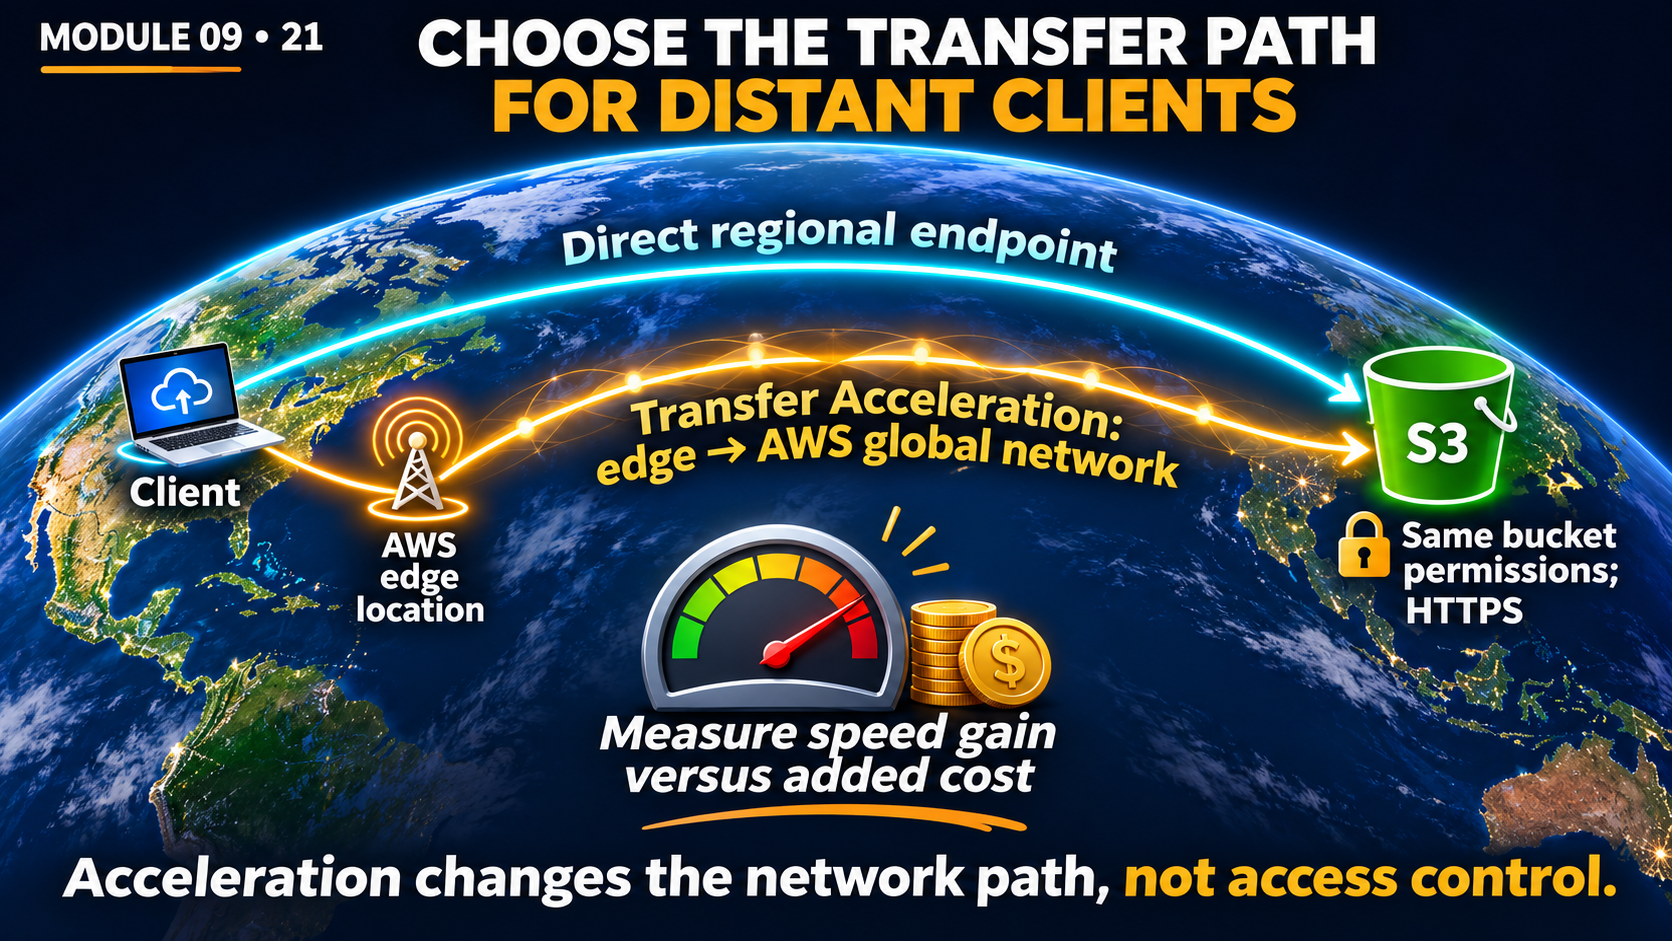 MODULE 09 • 21
CHOOSE THE TRANSFER PATH
FOR DISTANT CLIENTS
Direct regional endpoint
Transfer Acceleration:
edge → AWS global network
Client
AWS
edge
location
S3
Same bucket
permissions;
HTTPS
$
Measure speed gain
versus added cost
Acceleration changes the network path, not access control.